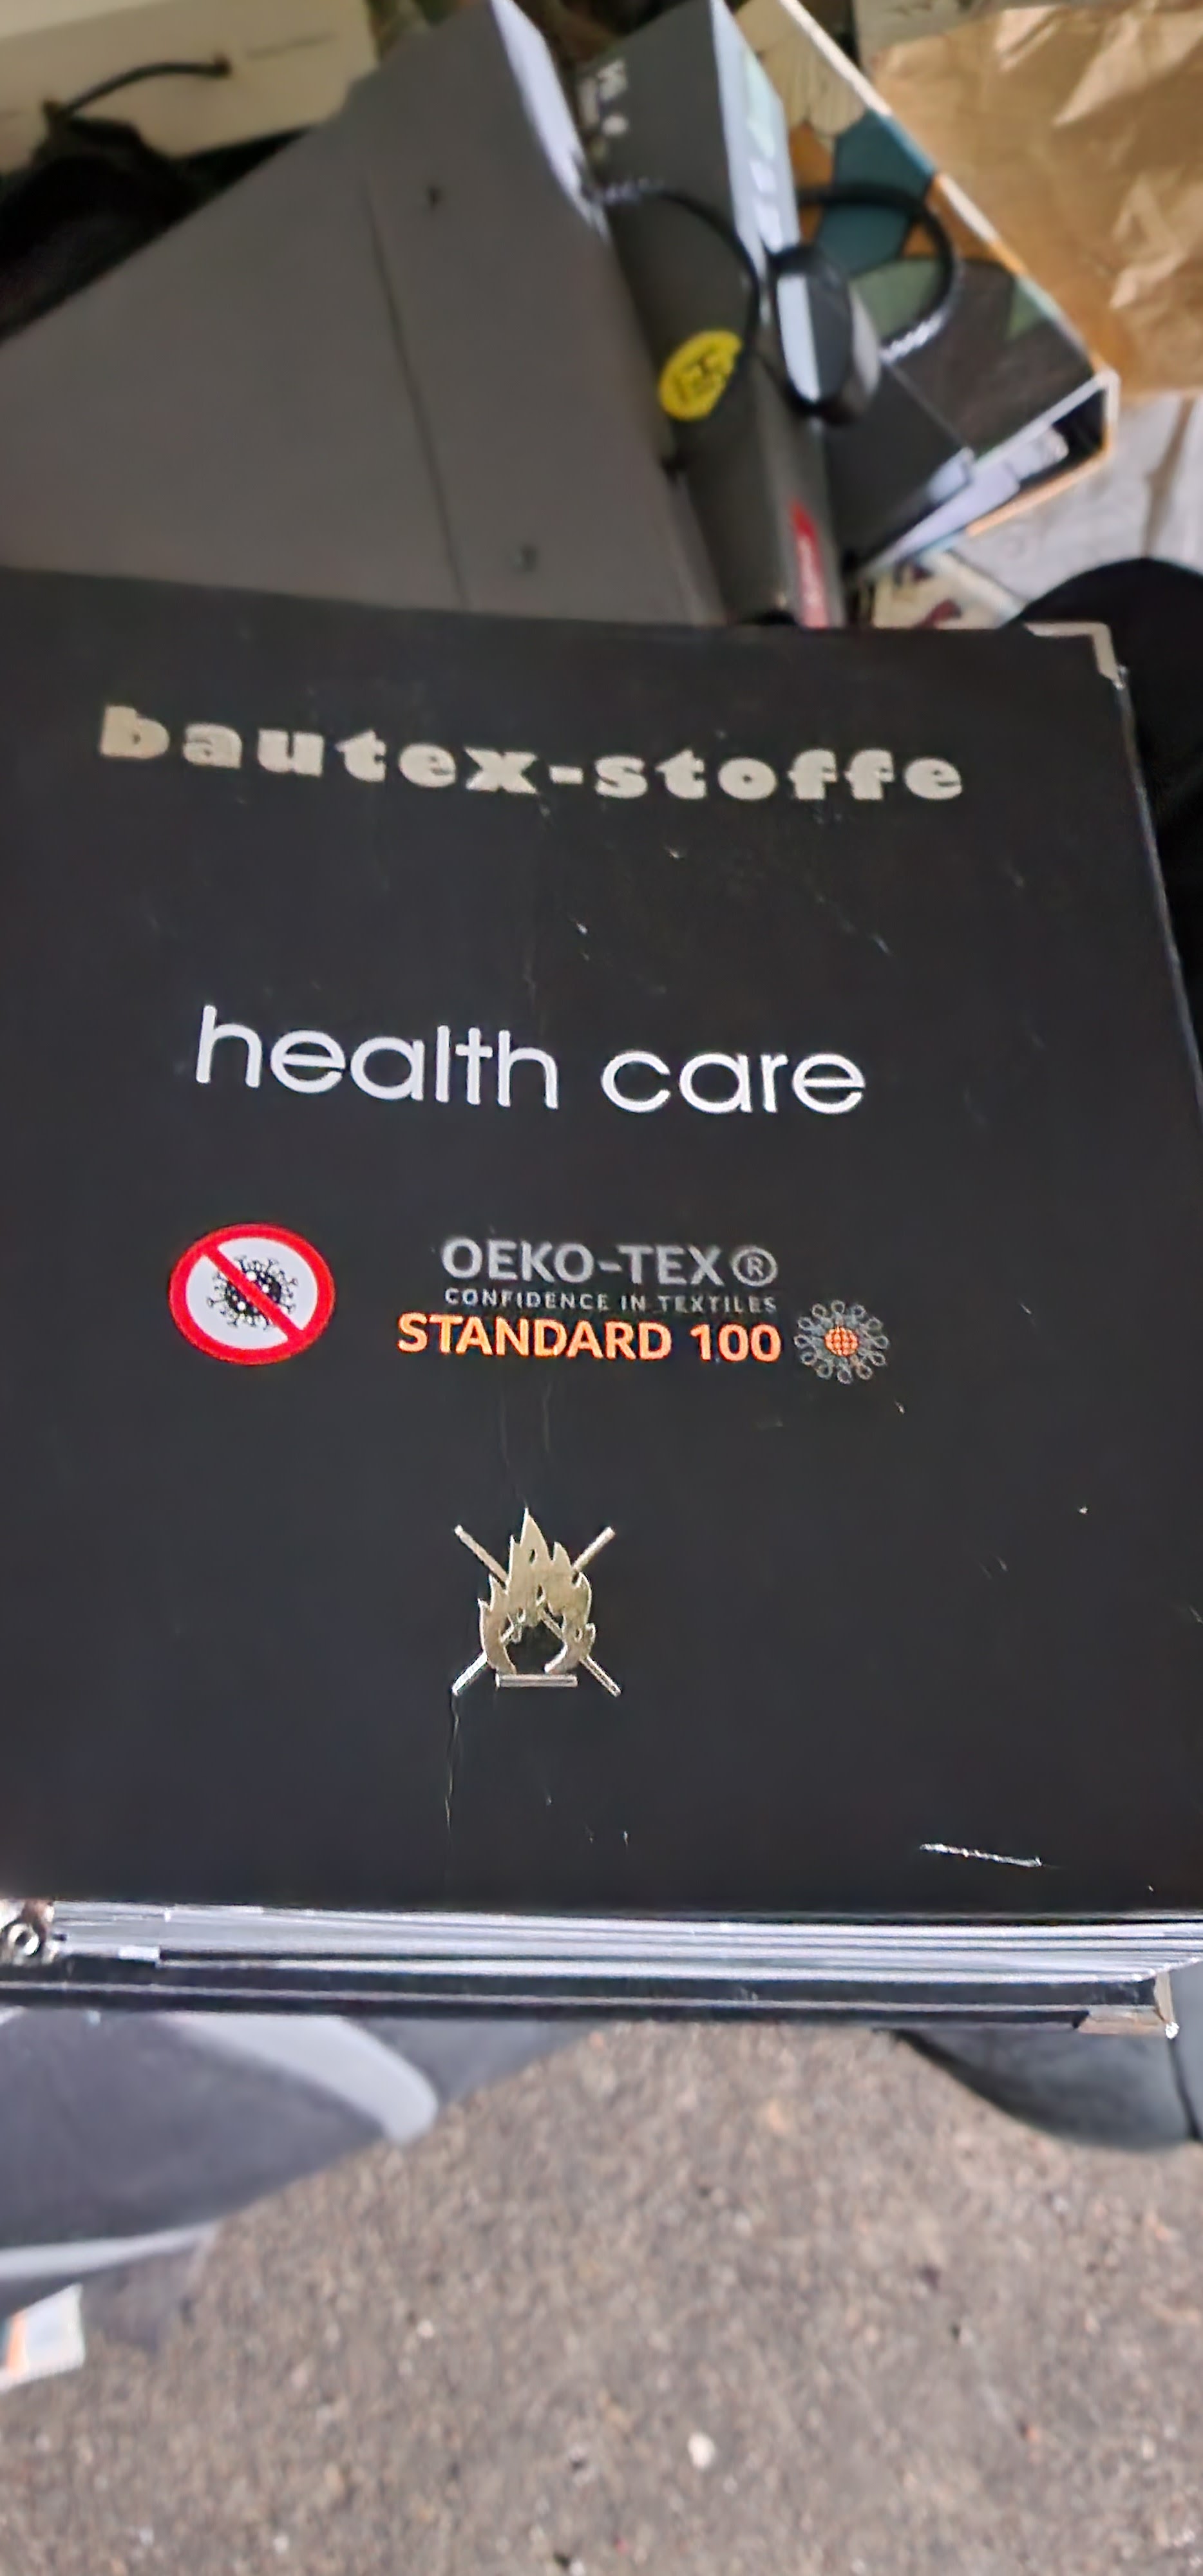 bautex-stoffe
health care
OEKO-TEX®
CONFIDENCE IN TEXTILES
STANDARD 100